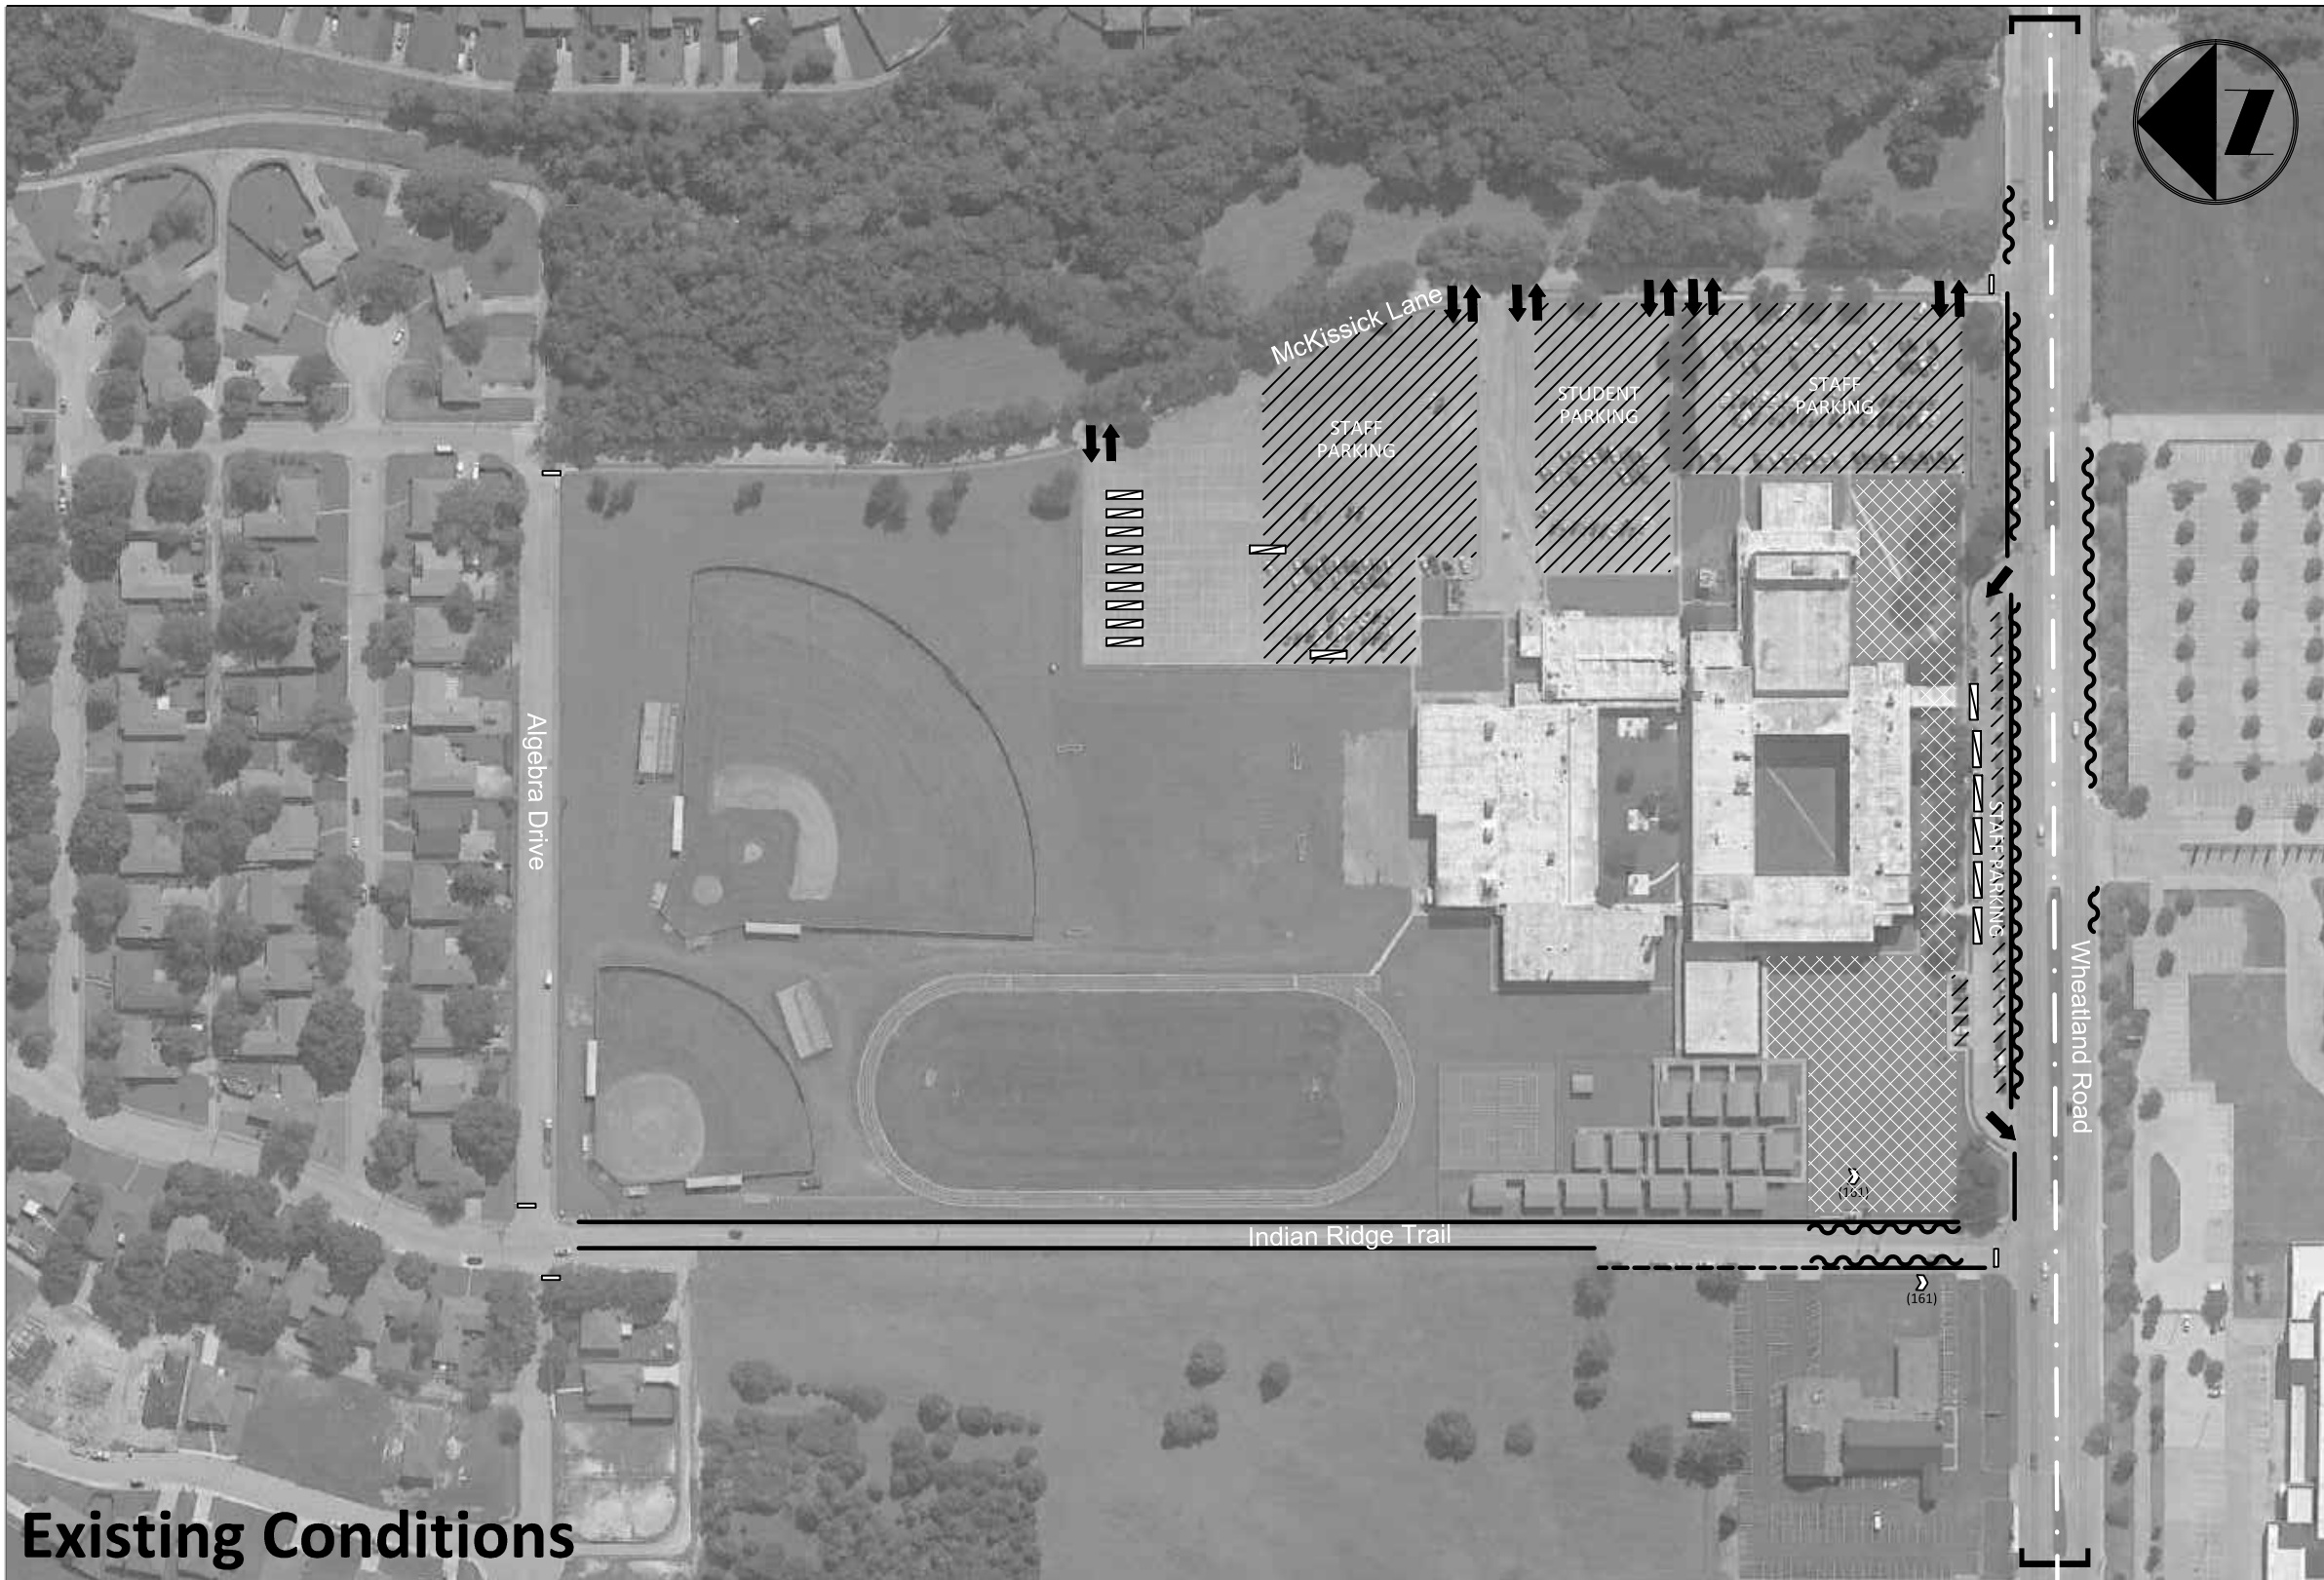 Z
McKissick Lane
STUDENT
PARKING
STAFF
PARKING
STAFF
PARKING
Algebra Drive
STAFF PARKING
Wheatland Road
(161)
Indian Ridge Trail
(161)
Existing Conditions